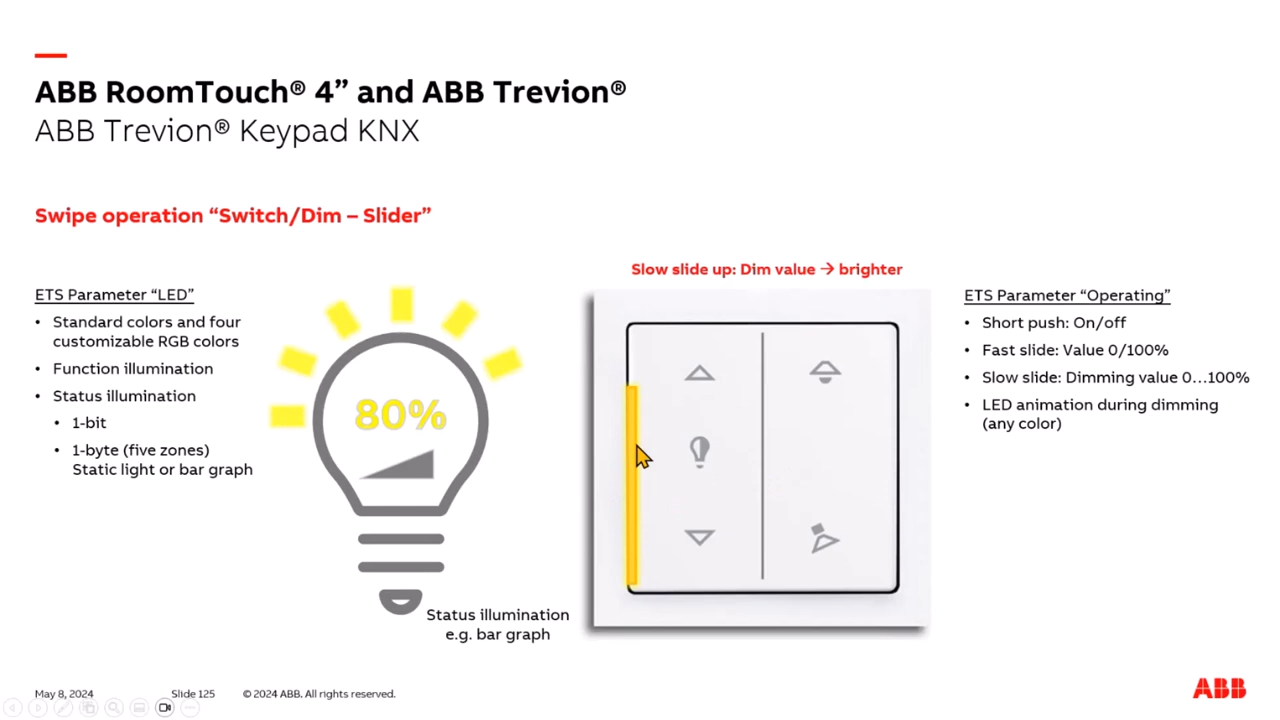 ABB RoomTouch® 4” and ABB Trevion®
ABB Trevion® Keypad KNX
Swipe operation “Switch/Dim – Slider”
Slow slide up: Dim value → brighter
ETS Parameter “LED”
• Standard colors and four
customizable RGB colors
• Function illumination
• Status illumination
• 1-bit
• 1-byte (five zones)
Static light or bar graph
80%
Status illumination
e.g. bar graph
ETS Parameter “Operating”
• Short push: On/off
• Fast slide: Value 0/100%
• Slow slide: Dimming value 0…100%
• LED animation during dimming
(any color)
May 8, 2024
Slide 125
© 2024 ABB. All rights reserved.
ABB